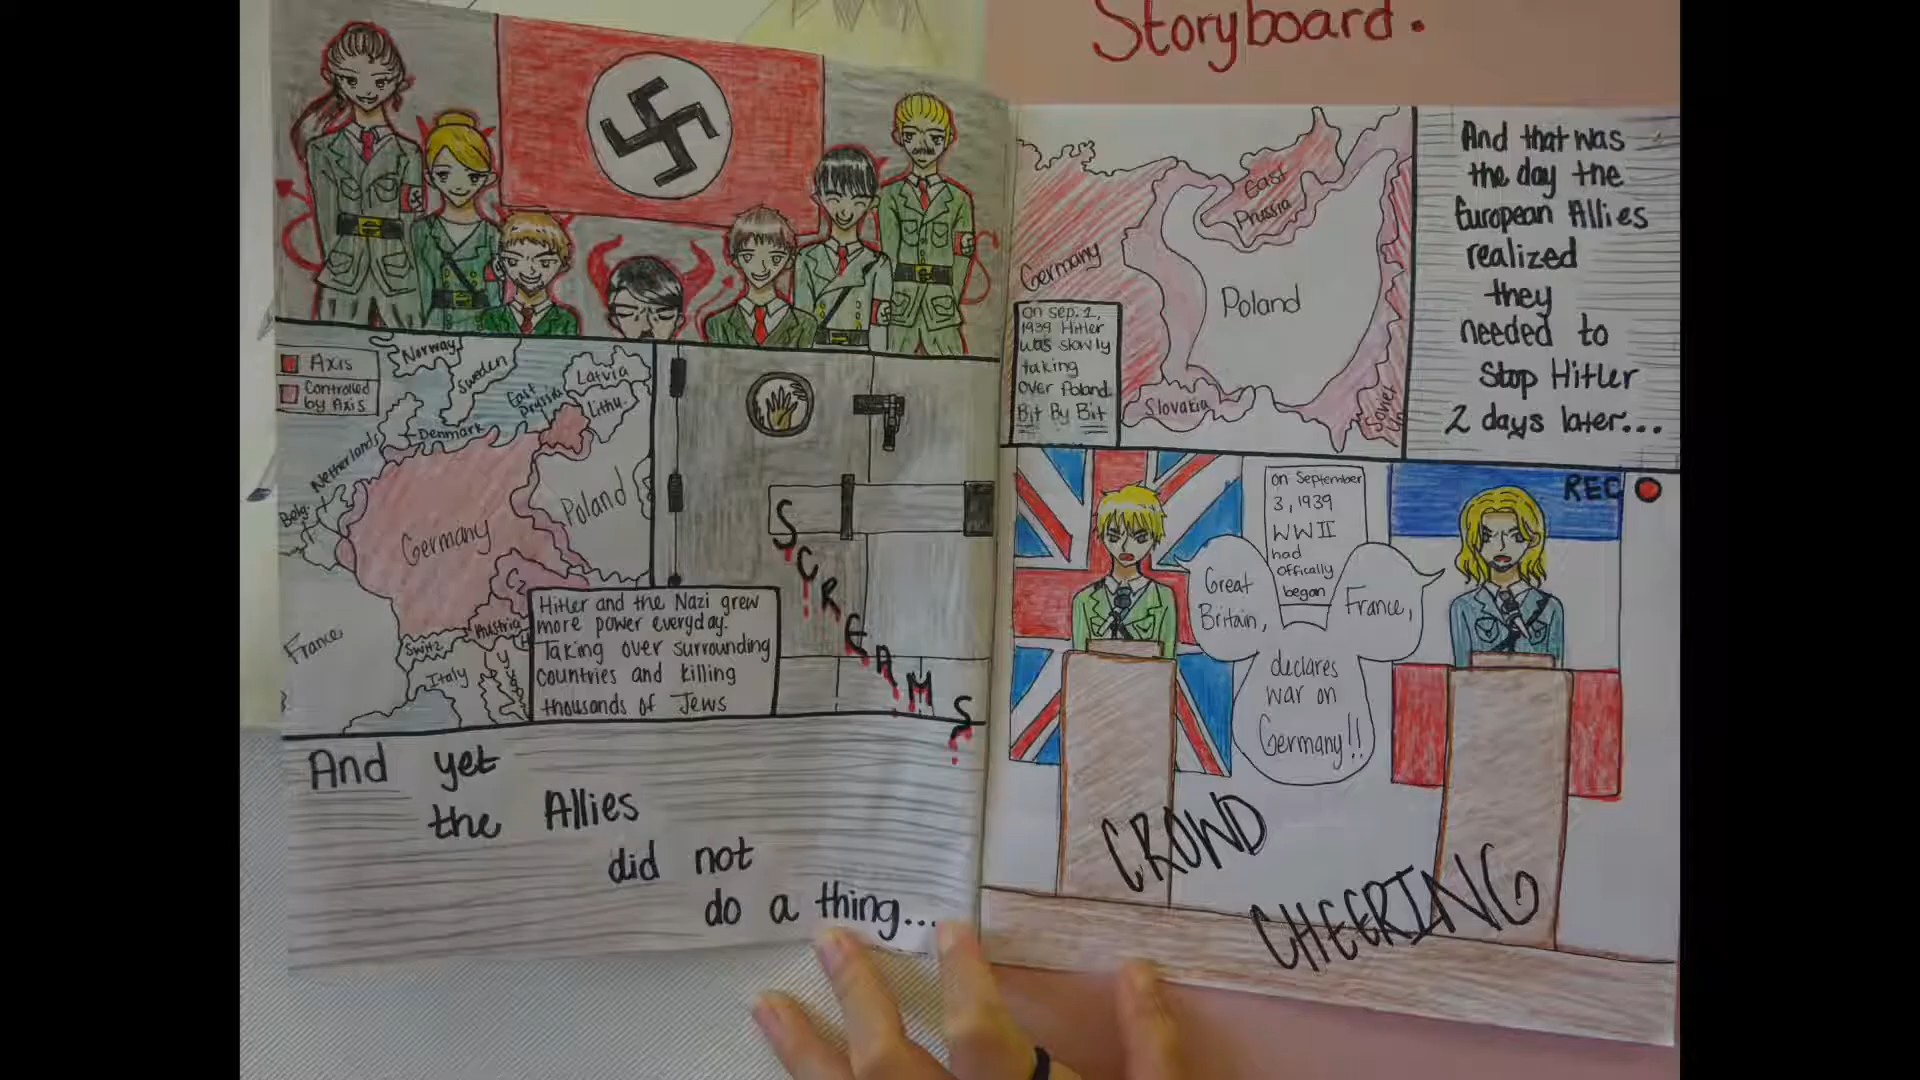 Storyboard.
Axis
Controlled
by Axis
Norway
Sweden
East
Prussia
Latvia
Lithu.
Denmark
Netherlands
Belg.
Germany
Poland
France
Switz
Austria
Italy
Hitler and the Nazi grew
more power everyday.
Taking over surrounding
countries and killing
thousands of Jews
SCREAMS
And yet
the Allies
did not
do a thing...
Germany
East
Prussia
Poland
Slovakia
Soviet
On sep. 1,
1939 Hitler
was slowly
taking
over Poland
Bit By Bit
And that was
the day the
European Allies
realized
they
needed to
Stop Hitler
2 days later...
on September
3, 1939
WWII
had
offically
began
REC
Great
Britain,
France,
declares
war on
Germany!!
CROWD
CHEERING